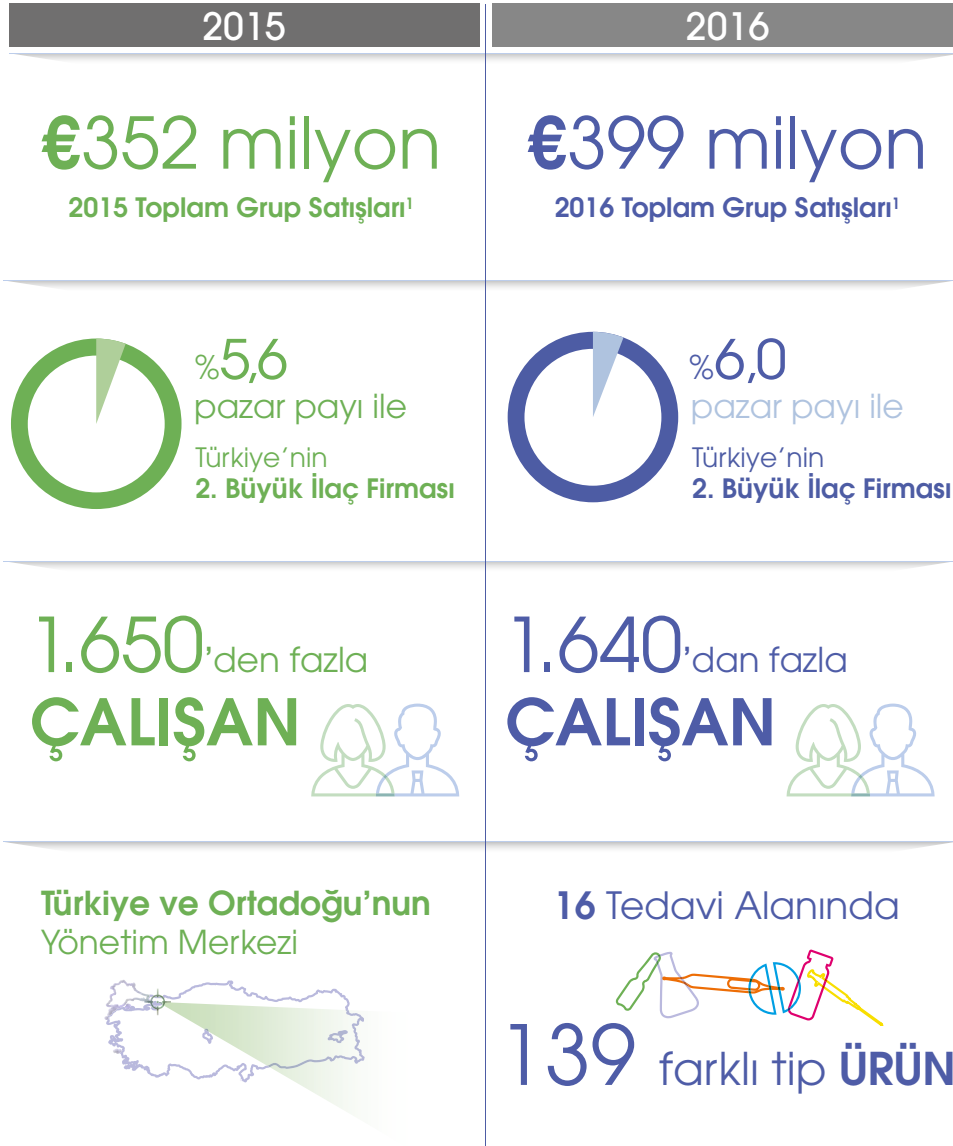 2015
€352 milyon
2015 Toplam Grup Satışları¹
%5,6
pazar payı ile
Türkiye’nin
2. Büyük İlaç Firması
1.650’den fazla
ÇALIŞAN
Türkiye ve Ortadoğu’nun
Yönetim Merkezi
2016
€399 milyon
2016 Toplam Grup Satışları¹
%6,0
pazar payı ile
Türkiye’nin
2. Büyük İlaç Firması
1.640’dan fazla
ÇALIŞAN
16 Tedavi Alanında
139 farklı tip ÜRÜN